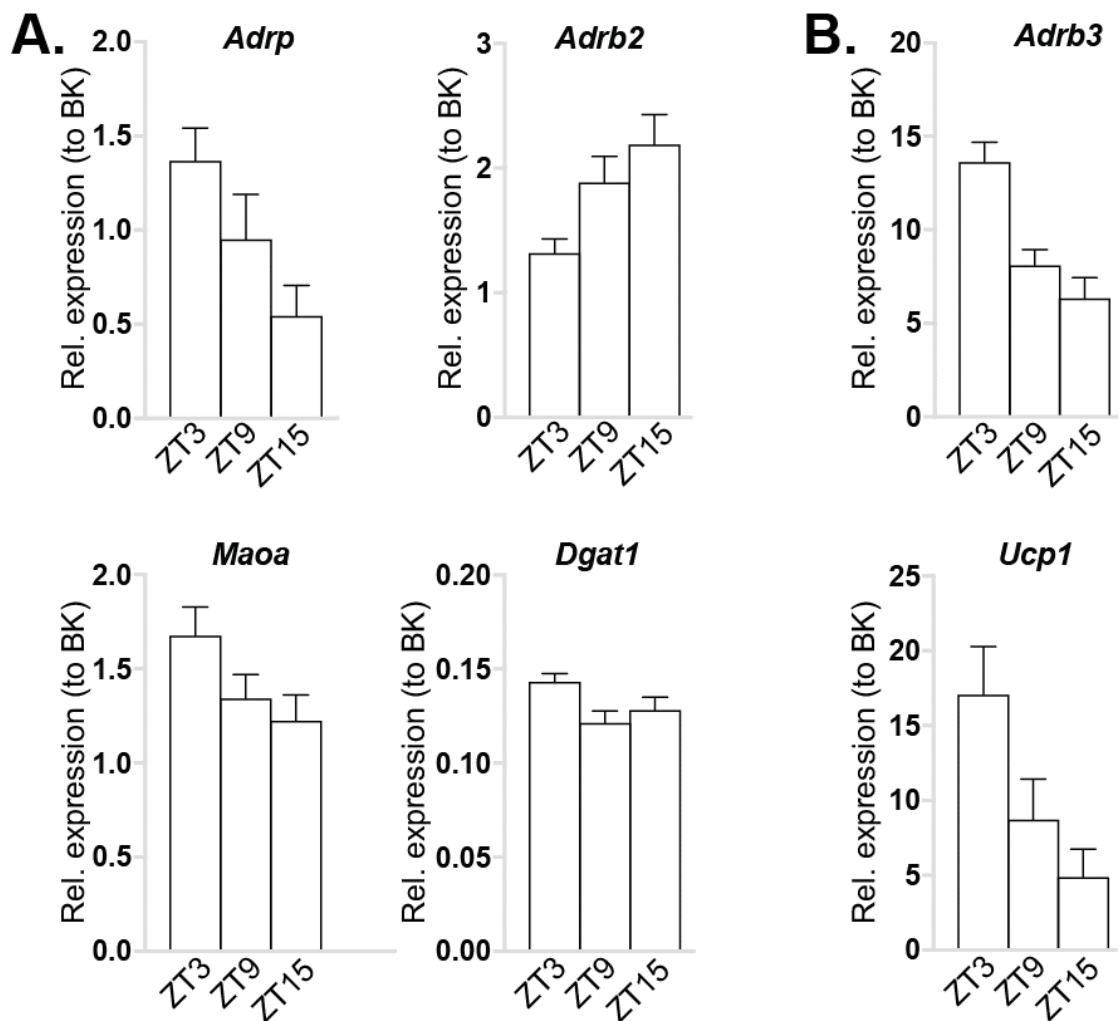 A.
Adrp
Rel. expression (to BK)
2.0
1.5
1.0
0.5
0.0
ZT3
ZT9
ZT15
Adrb2
Rel. expression (to BK)
3
2
1
0
ZT3
ZT9
ZT15
B.
Adrb3
Rel. expression (to BK)
20
15
10
5
0
ZT3
ZT9
ZT15
Maoa
Rel. expression (to BK)
2.0
1.5
1.0
0.5
0.0
ZT3
ZT9
ZT15
Dgat1
Rel. expression (to BK)
0.20
0.15
0.10
0.05
0.00
ZT3
ZT9
ZT15
Ucp1
Rel. expression (to BK)
25
20
15
10
5
0
ZT3
ZT9
ZT15